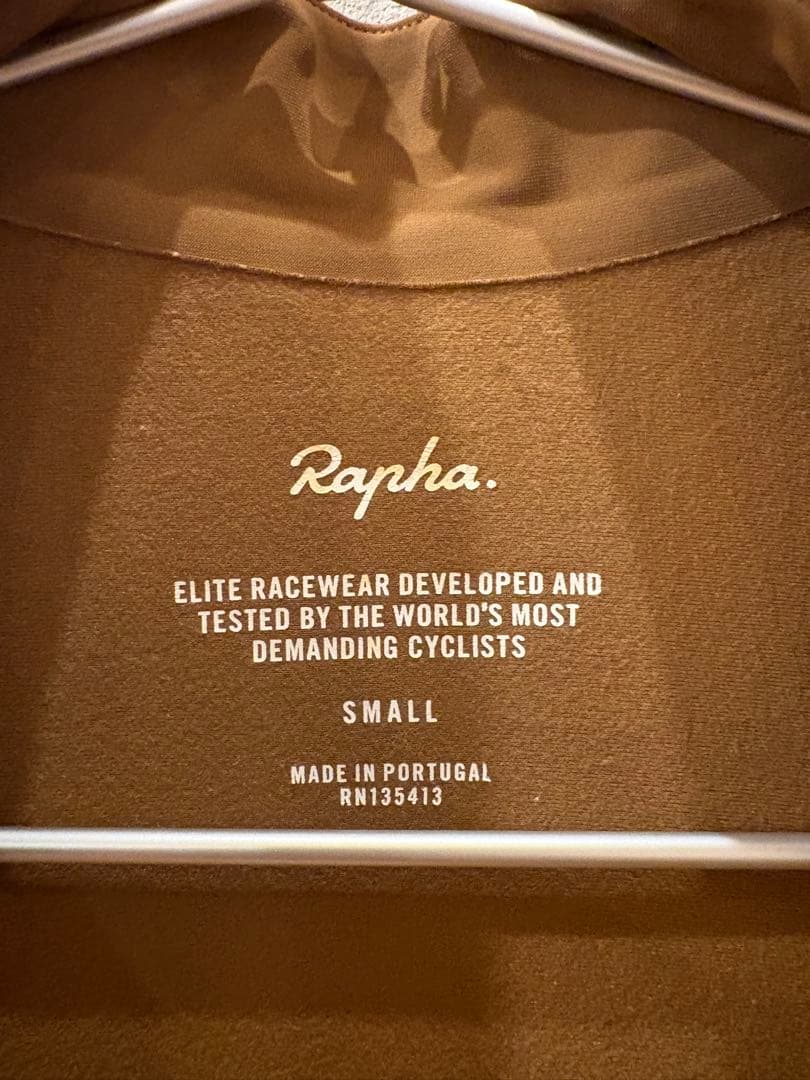 Rapha.
ELITE RACEWEAR DEVELOPED AND
TESTED BY THE WORLD'S MOST
DEMANDING CYCLISTS
SMALL
MADE IN PORTUGAL
RN135413